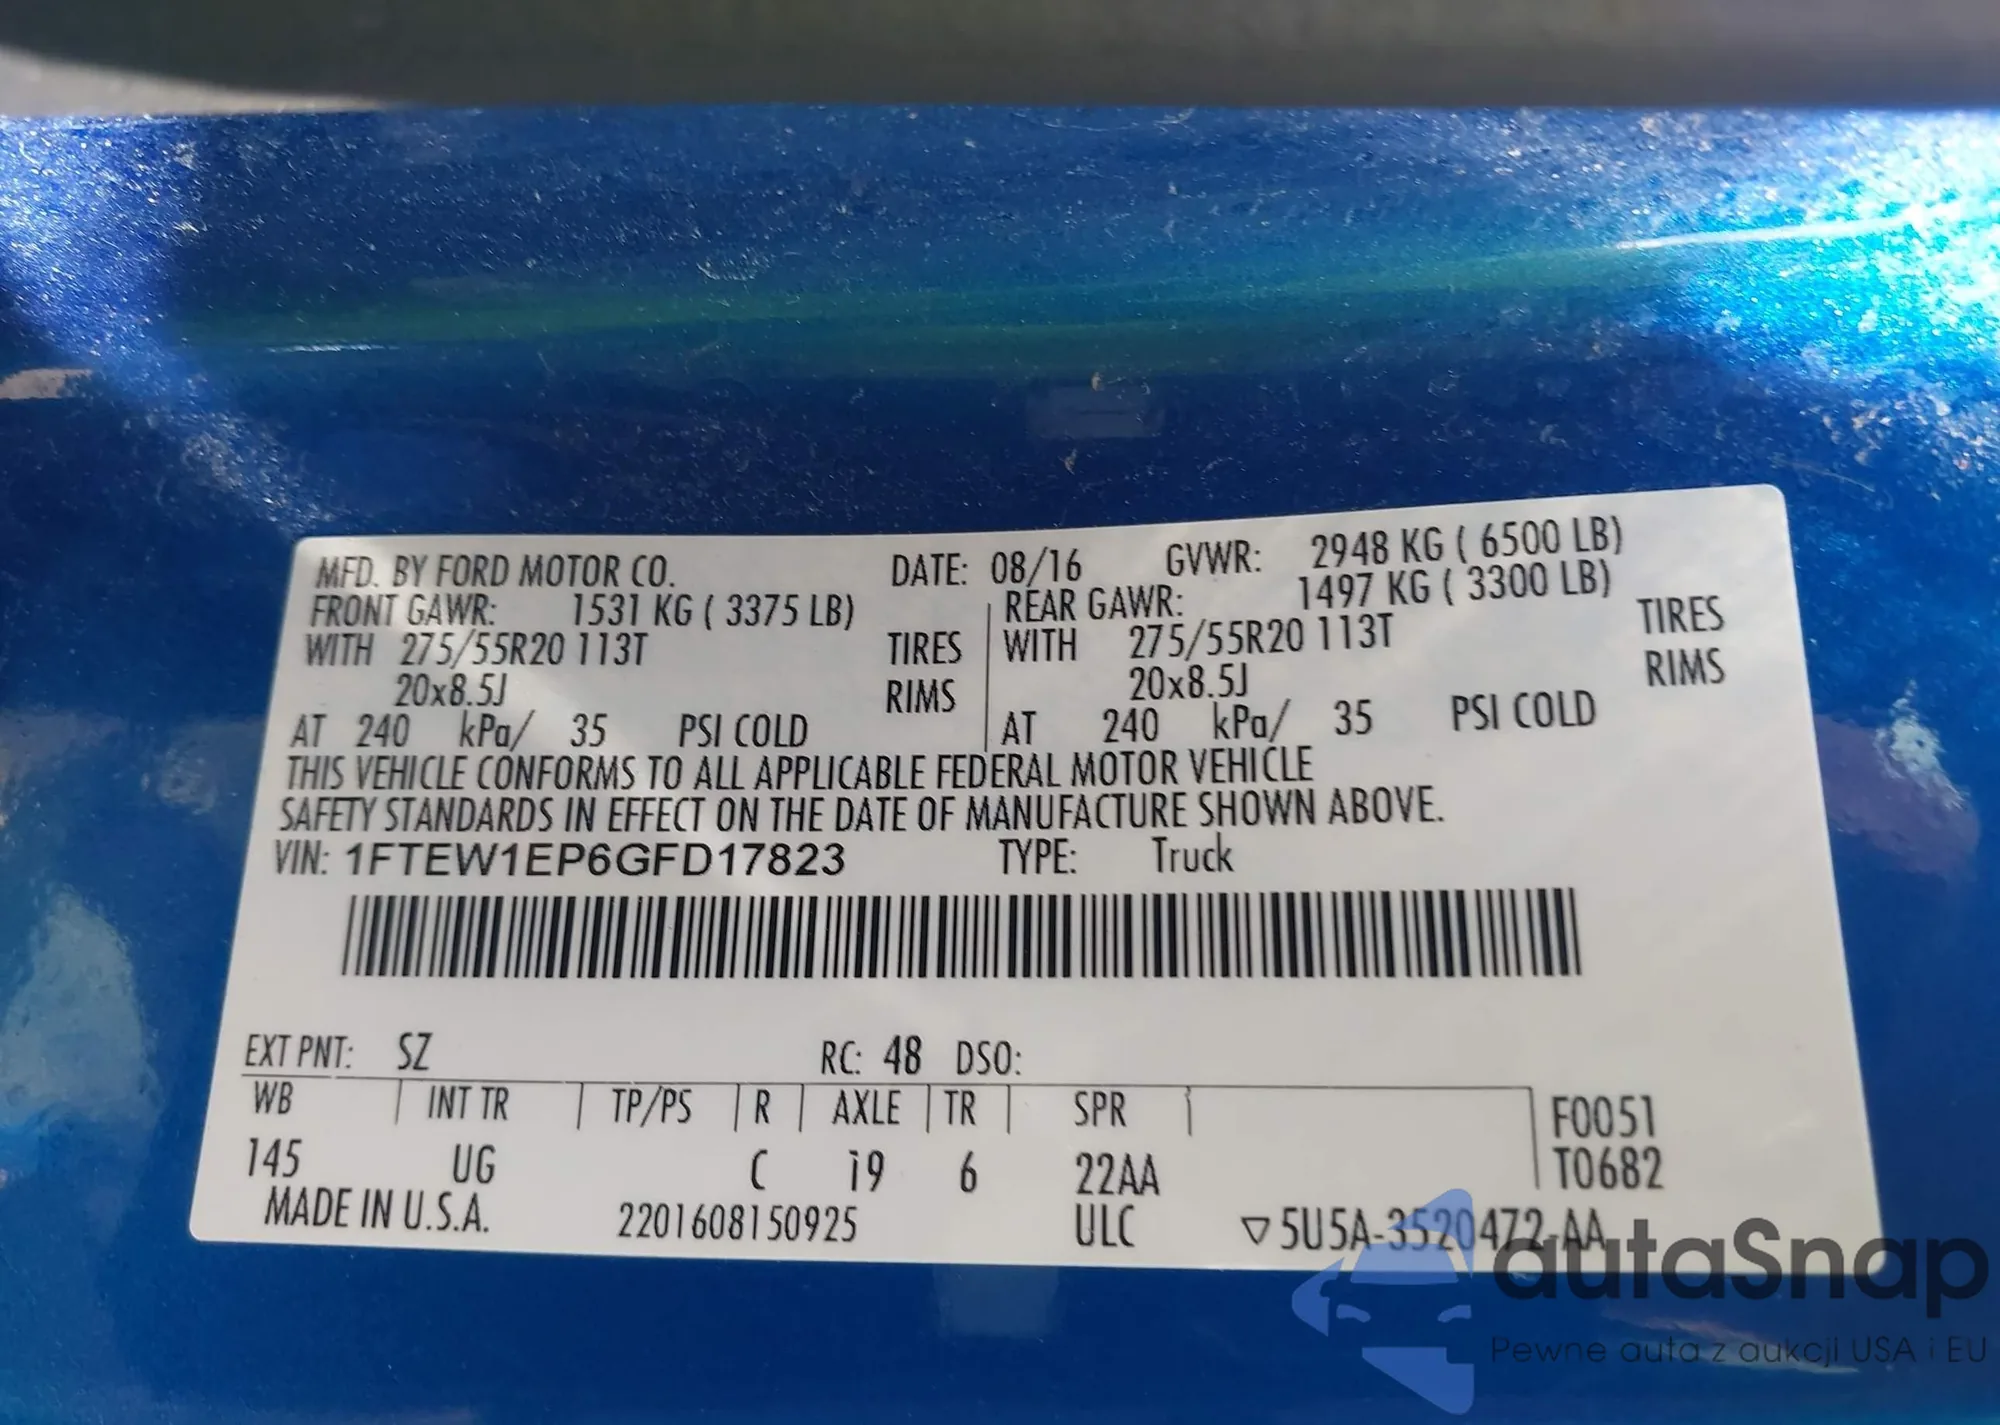 MFD. BY FORD MOTOR CO. DATE: 08/16 GVWR: 2948 KG ( 6500 LB)
FRONT GAWR: 1531 KG ( 3375 LB) REAR GAWR: 1497 KG ( 3300 LB)
WITH 275/55R20 113T TIRES WITH 275/55R20 113T TIRES
20x8.5J RIMS 20x8.5J RIMS
AT 240 kPa/ 35 PSI COLD AT 240 kPa/ 35 PSI COLD
THIS VEHICLE CONFORMS TO ALL APPLICABLE FEDERAL MOTOR VEHICLE
SAFETY STANDARDS IN EFFECT ON THE DATE OF MANUFACTURE SHOWN ABOVE.
VIN: 1FTEW1EP6GFD17823 TYPE: Truck
EXT PNT: SZ RC: 48 DSO:
WB INT TR TP/PS R AXLE TR SPR F0051
145 UG C i9 6 22AA T0682
MADE IN U.S.A. 2201608150925 ULC ▽5U5A-3520472-AA
autaSnap
Pewne auta z aukcji USA i EU